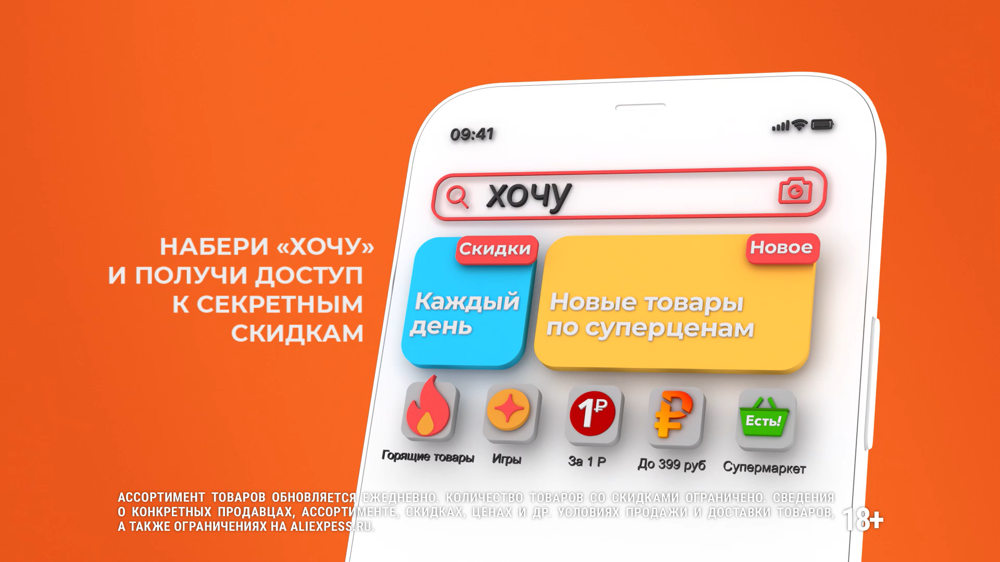 09:41
хочу
НАБЕРИ «ХОЧУ»
И ПОЛУЧИ ДОСТУП
К СЕКРЕТНЫМ
СКИДКАМ
Скидки
Каждый
день
Новое
Новые товары
по суперценам
1₽
Есть!
Горящие товары
Игры
За 1 Р
До 399 руб
Супермаркет
АССОРТИМЕНТ ТОВАРОВ ОБНОВЛЯЕТСЯ ЕЖЕДНЕВНО. КОЛИЧЕСТВО ТОВАРОВ СО СКИДКАМИ ОГРАНИЧЕНО. СВЕДЕНИЯ
О КОНКРЕТНЫХ ПРОДАВЦАХ, АССОРТИМЕНТЕ, СКИДКАХ, ЦЕНАХ И ДР. УСЛОВИЯХ ПРОДАЖИ И ДОСТАВКИ ТОВАРОВ,
А ТАКЖЕ ОГРАНИЧЕНИЯХ НА ALIEXPESS.RU.
18+